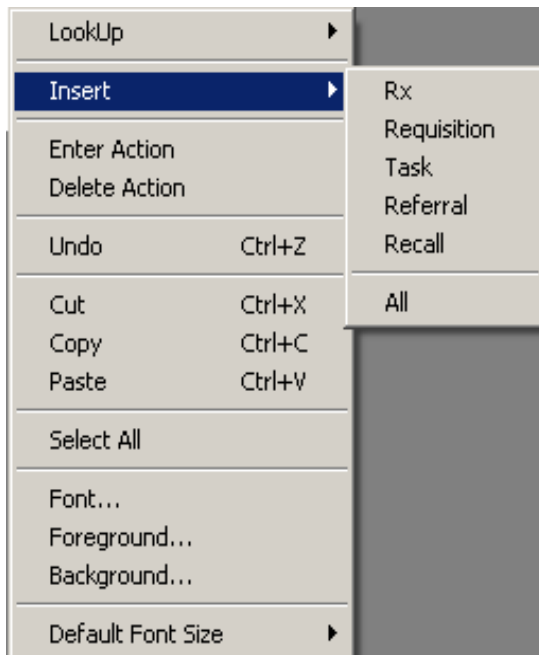 LookUp
Insert
Enter Action
Delete Action
Undo Ctrl+Z
Cut Ctrl+X
Copy Ctrl+C
Paste Ctrl+V
Select All
Font...
Foreground...
Background...
Default Font Size
Rx
Requisition
Task
Referral
Recall
All